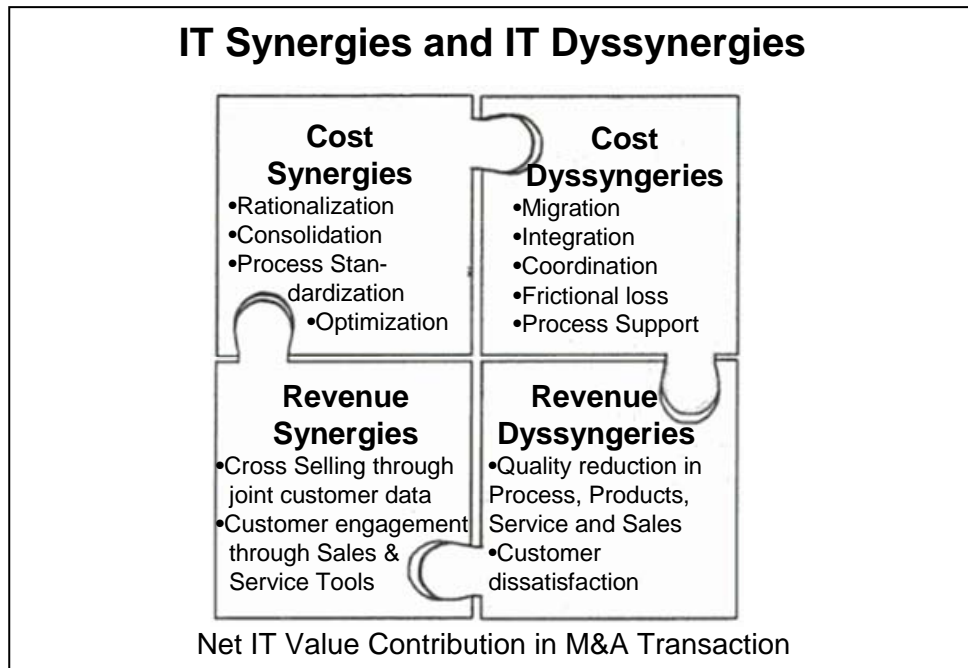 IT Synergies and IT Dyssynergies
Cost
Synergies
•Rationalization
•Consolidation
•Process Stan-
dardization
•Optimization
Cost
Dyssyngeries
•Migration
•Integration
•Coordination
•Frictional loss
•Process Support
Revenue
Synergies
•Cross Selling through
joint customer data
•Customer engagement
through Sales &
Service Tools
Revenue
Dyssyngeries
•Quality reduction in
Process, Products,
Service and Sales
•Customer
dissatisfaction
Net IT Value Contribution in M&A Transaction